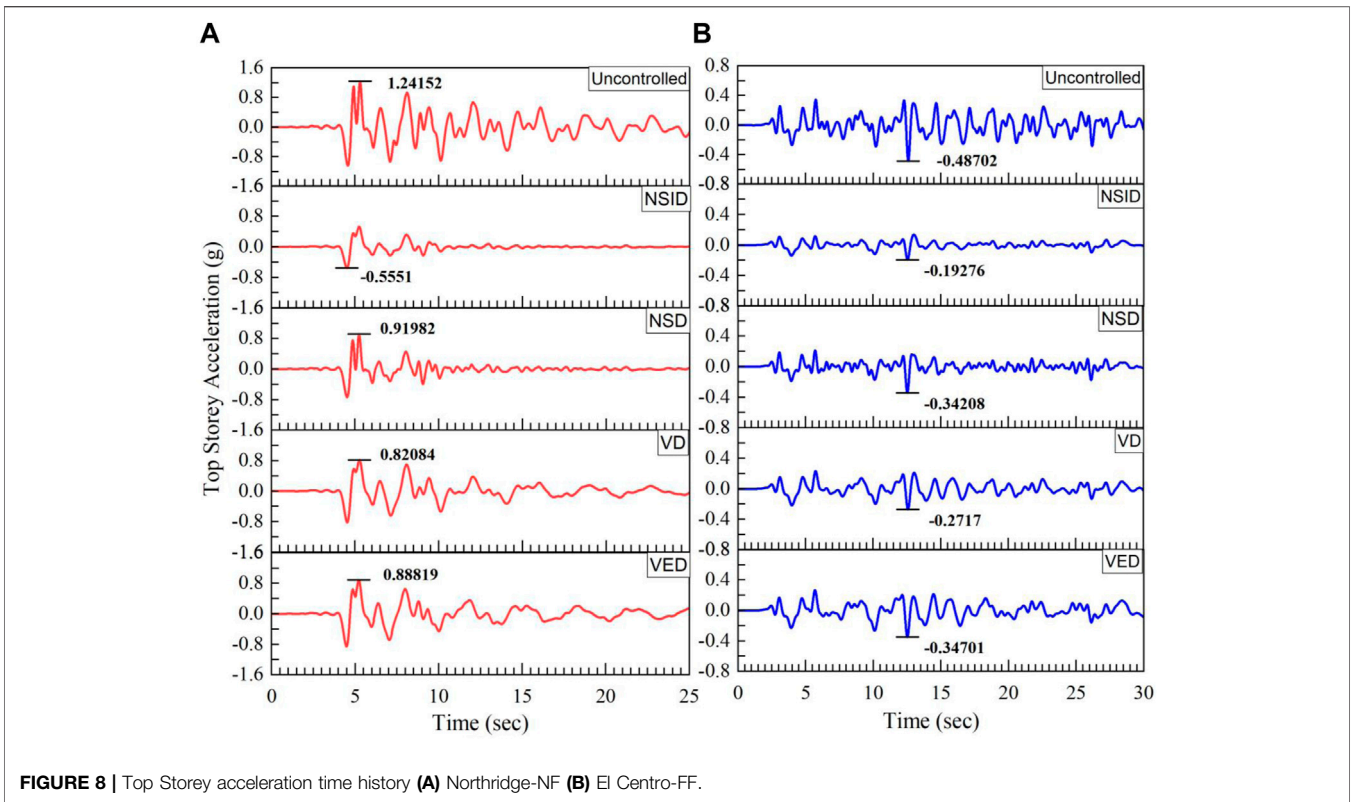 A
B
1.6
0.8
0.0
-0.8
-1.6
Uncontrolled
1.24152
0.8
0.0
-0.8
-1.6
NSID
-0.5551
0.8
0.0
-0.8
-1.6
NSD
0.91982
0.8
0.0
-0.8
-1.6
VD
0.82084
0.8
0.0
-0.8
-1.6
VED
0.88819
0 5 10 15 20 25
Time (sec)
Top Storey Acceleration (g)
0.8
0.4
0.0
-0.4
-0.8
Uncontrolled
-0.48702
0.4
0.0
-0.4
-0.8
NSID
-0.19276
0.4
0.0
-0.4
-0.8
NSD
-0.34208
0.4
0.0
-0.4
-0.8
VD
-0.2717
0.4
0.0
-0.4
-0.8
VED
-0.34701
0 5 10 15 20 25 30
Time (sec)
FIGURE 8 | Top Storey acceleration time history (A) Northridge-NF (B) El Centro-FF.